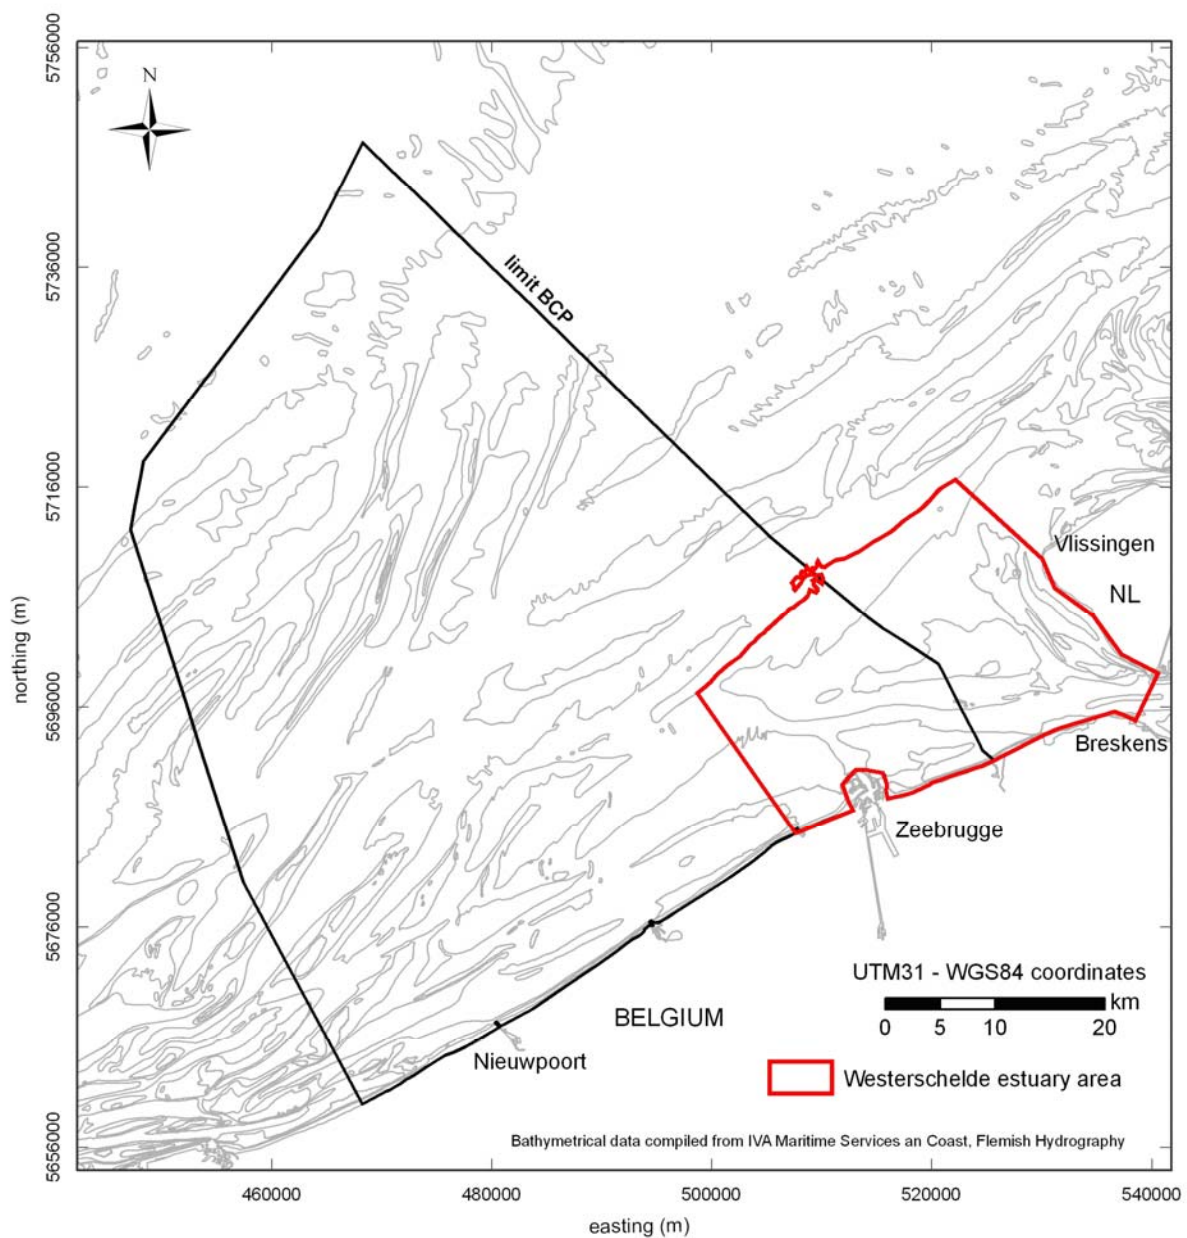 5756000
N
5736000
limit BCP
5716000
Vlissingen
NL
northing (m)
5696000
Breskens
Zeebrugge
5676000
UTM31 - WGS84 coordinates
km
0 5 10 20
BELGIUM
Nieuwpoort
Westerschelde estuary area
5656000
Bathymetrical data compiled from IVA Maritime Services an Coast, Flemish Hydrography
460000 480000 500000 520000 540000
easting (m)